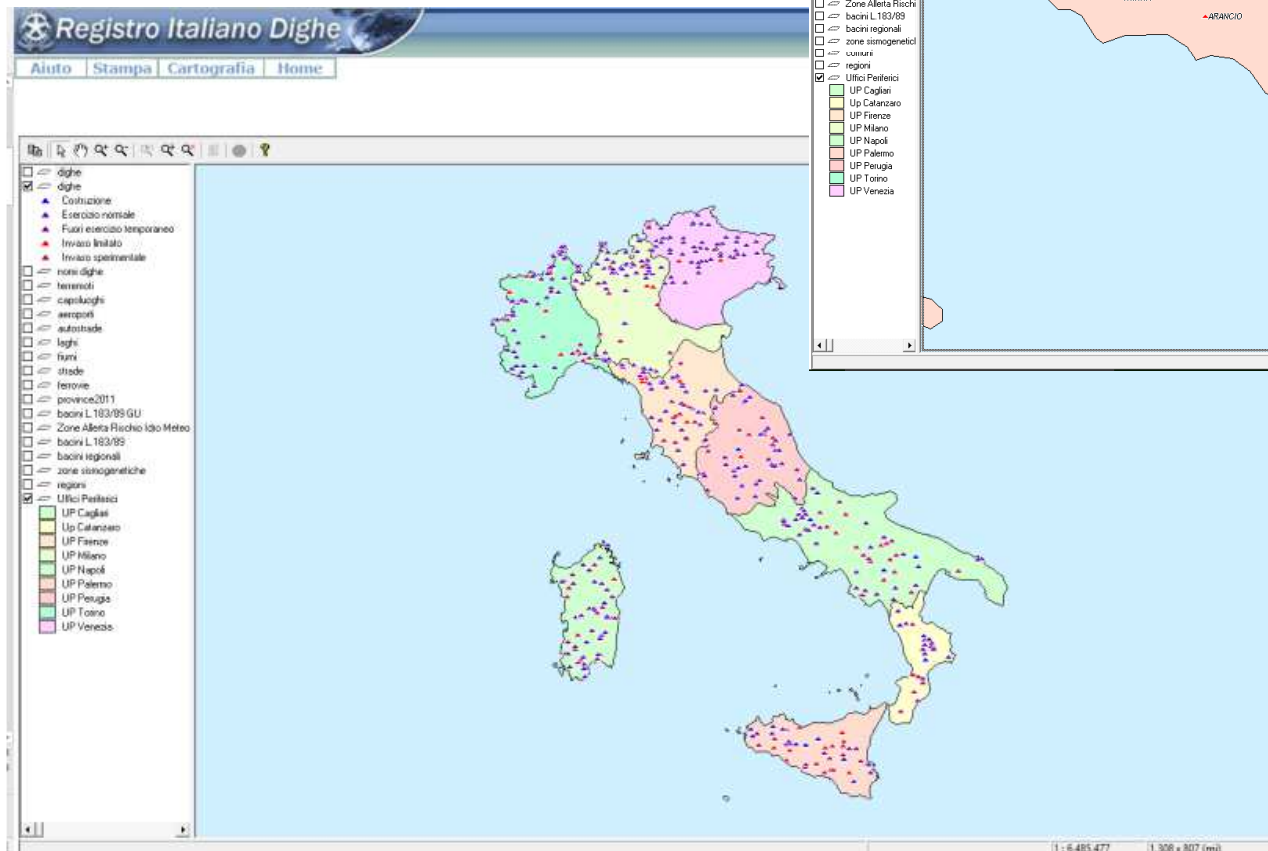 Registro Italiano Dighe
Aiuto Stampa Cartografia Home
dighe
dighe
Costruzione
Esercizio normale
Fuori esercizio temporaneo
Invaso limitato
Invaso sperimentale
nomi dighe
terremoti
capoluoghi
aeroporti
autostrade
laghi
fiumi
strade
ferrovie
province2011
bacini L.183/89 GU
Zone Allerta Rischio Idro Meteo
bacini L.183/89
bacini regionali
zone sismogenetiche
regioni
Uffici Periferici
UP Cagliari
Up Catanzaro
UP Firenze
UP Milano
UP Napoli
UP Palermo
UP Perugia
UP Torino
UP Venezia
1 : 6.485.477 1.308 x 807 (mi)
Zone Allerta Rischi
bacini L.183/89
bacini regionali
zone sismogeneticl
comuni
regioni
Uffici Periferici
UP Cagliari
Up Catanzaro
UP Firenze
UP Milano
UP Napoli
UP Palermo
UP Perugia
UP Torino
UP Venezia
ARANCIO